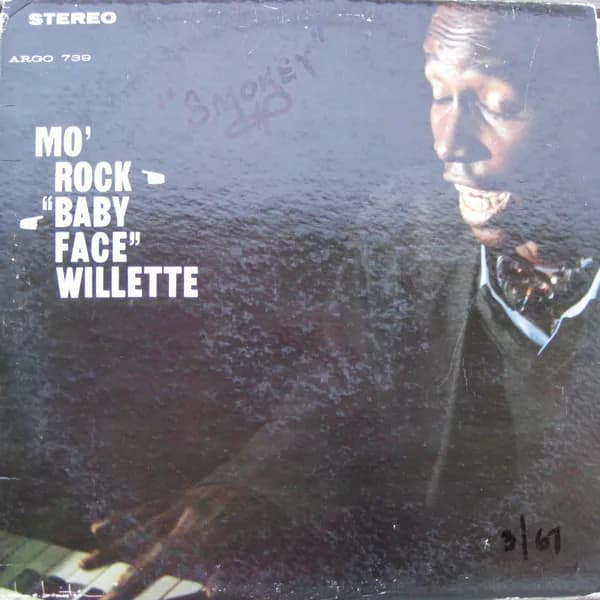 STEREO
ARGO 739
"SMOKEY"
MO'
ROCK
"BABY
FACE"
WILLETTE
3/67